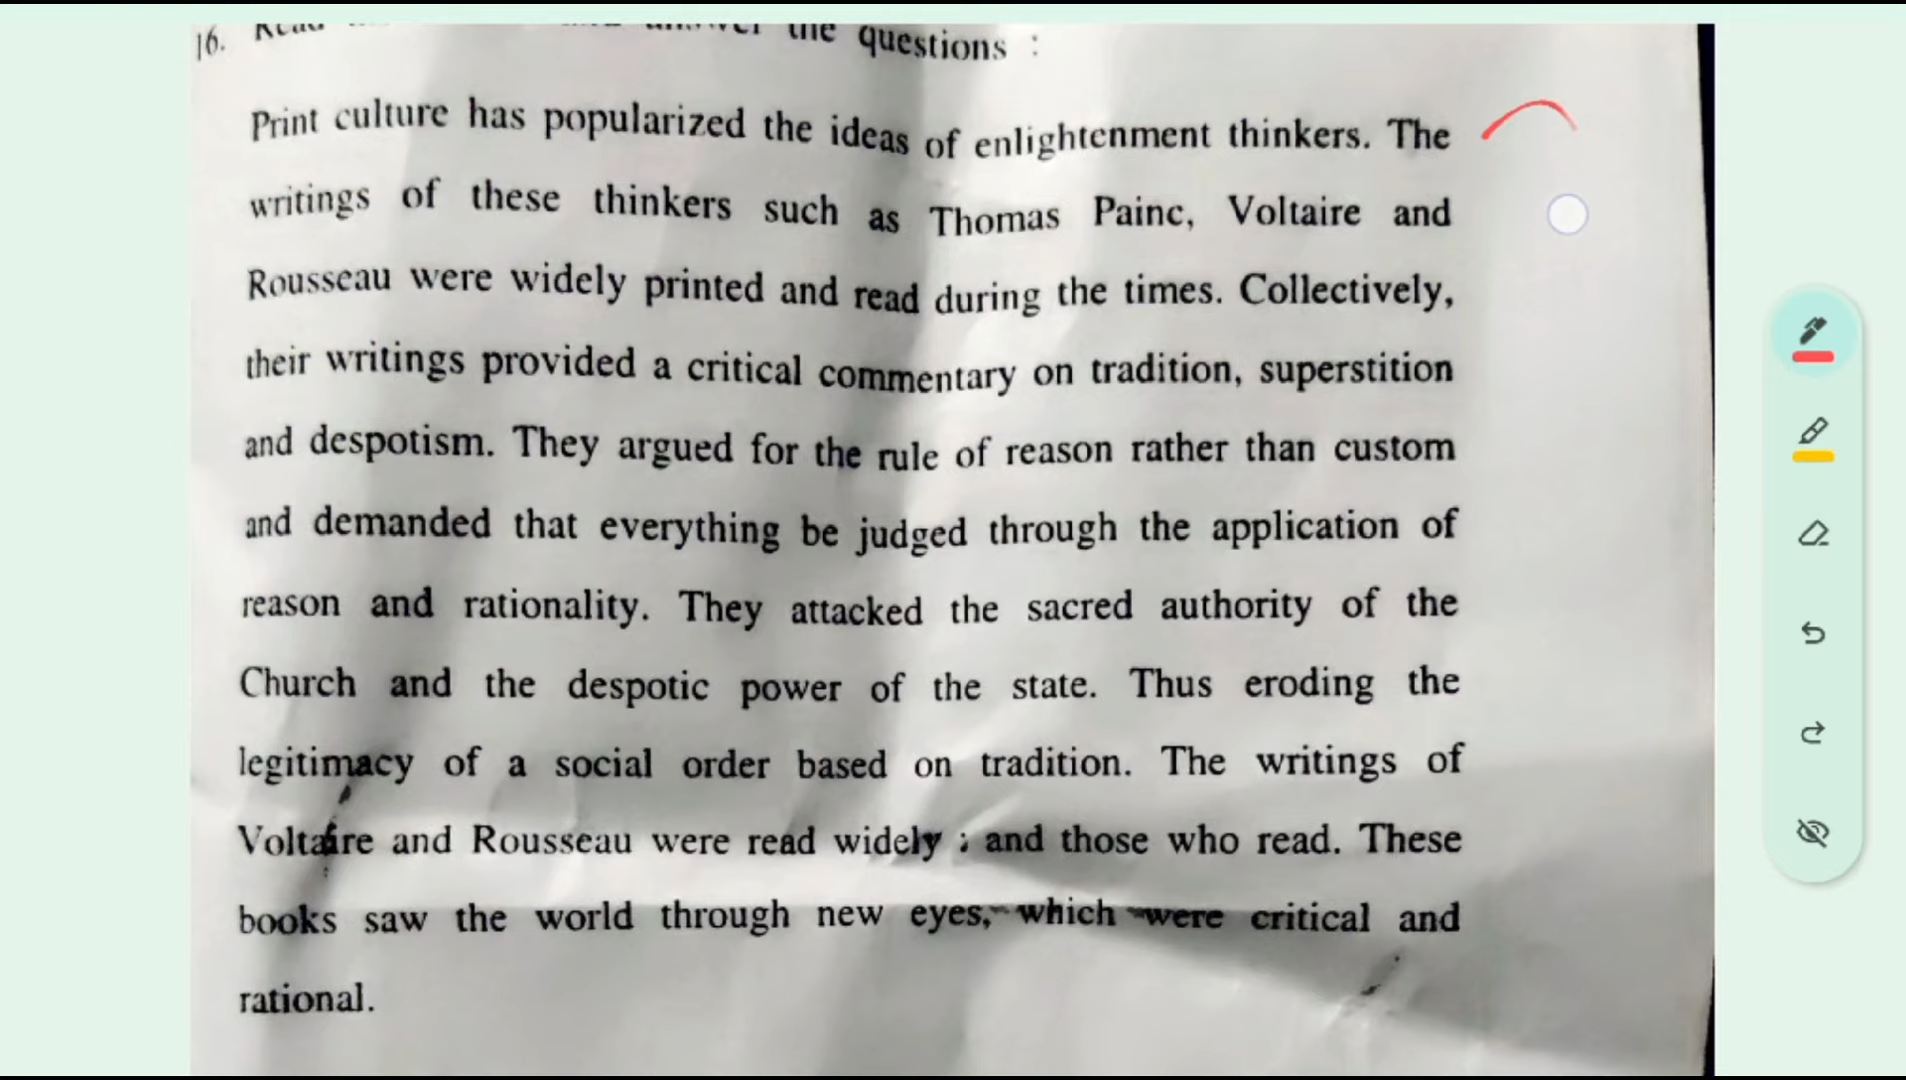 16. Read the questions :
Print culture has popularized the ideas of enlightenment thinkers. The
writings of these thinkers such as Thomas Paine, Voltaire and
Rousseau were widely printed and read during the times. Collectively,
their writings provided a critical commentary on tradition, superstition
and despotism. They argued for the rule of reason rather than custom
and demanded that everything be judged through the application of
reason and rationality. They attacked the sacred authority of the
Church and the despotic power of the state. Thus eroding the
legitimacy of a social order based on tradition. The writings of
Voltaire and Rousseau were read widely ; and those who read. These
books saw the world through new eyes, which were critical and
rational.